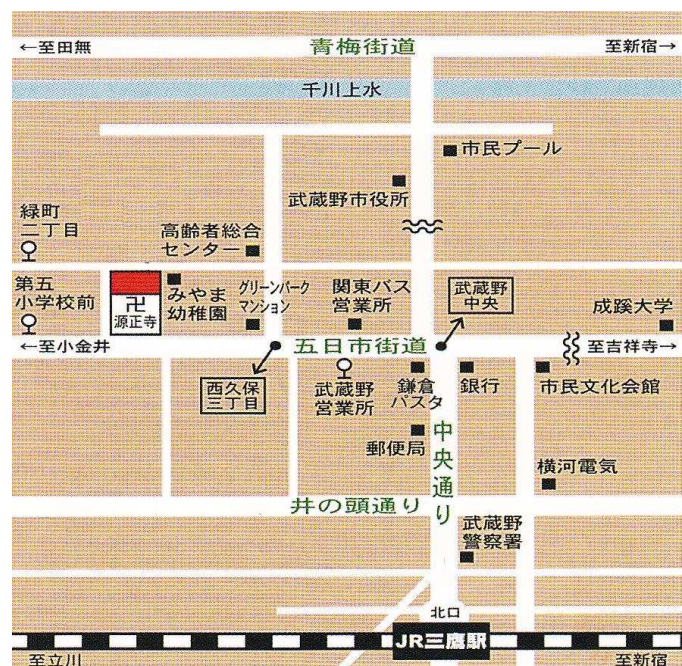 ←至田無
青梅街道
至新宿→
千川上水
市民プール
武蔵野市役所
緑町
二丁目
高齢者総合
センター
第五
小学校前
卍
源正寺
みやま
幼稚園
グリーンパーク
マンション
関東バス
営業所
武蔵野
中央
成蹊大学
←至小金井
五日市街道
至吉祥寺→
西久保
三丁目
武蔵野
営業所
鎌倉
パスタ
銀行
市民文化会館
郵便局
中央通り
横河電気
井の頭通り
武蔵野
警察署
北口
JR三鷹駅
至立川
至新宿